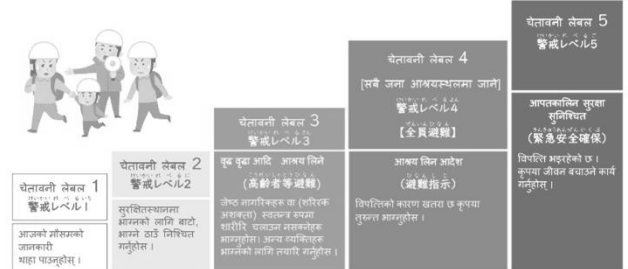 चेतावनी लेबल 1
警戒レベル1
आजको मौसमको
जानकारी
थाहा पाउनुहोस् ।
चेतावनी लेबल 2
警戒レベル2
सुरक्षितस्थानमा
भाग्नको लागि बाटो,
भाग्ने ठाउँ निश्चित
गर्नुहोस ।
चेतावनी लेबल 3
警戒レベル3
वृद्ध वृद्धा आदि आश्रय लिने
(高齢者等避難)
जेष्ठ नागरिकहरु वा (शरिरिक
अशक्तता) स्वतन्त्र रुपमा
शारीरि चलाउन नसक्नेहरु
भाग्नुहोस। अन्य व्यक्तिहरु
भाग्नको लागि तयारि गर्नुहोस ।
चेतावनी लेबल 4
[सबै जना आश्रयस्थलमा जाने]
警戒レベル4
【全員避難】
आश्रय लिन आदेश
(避難指示)
विपत्तिको कारण खतरा छ कृपया
तुरुन्त भाग्नुहोस ।
चेतावनी लेबल 5
警戒レベル5
आपतकालिन सुरक्षा
सुनिश्चित
(緊急安全確保)
विपत्ति भइरहेको छ ।
कृपया जीवन बचाउने कार्य
गर्नुहोस् ।